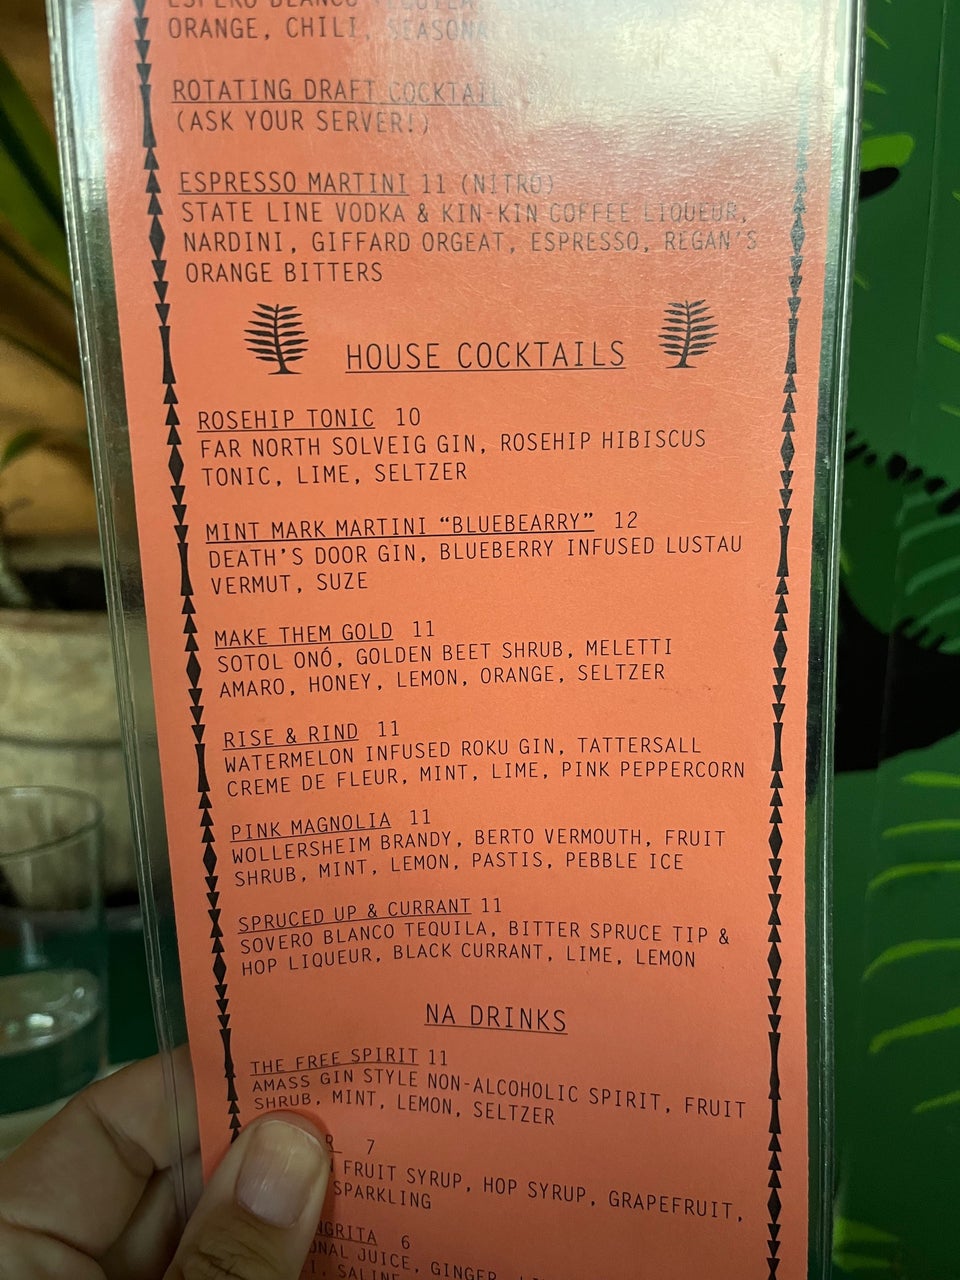 ORANGE, CHILI, SEASONAL
ROTATING DRAFT COCKTAIL
(ASK YOUR SERVER!)
ESPRESSO MARTINI 11 (NITRO)
STATE LINE VODKA & KIN-KIN COFFEE LIQUEUR,
NARDINI, GIFFARD ORGEAT, ESPRESSO, REGAN'S
ORANGE BITTERS
HOUSE COCKTAILS
ROSEHIP TONIC 10
FAR NORTH SOLVEIG GIN, ROSEHIP HIBISCUS
TONIC, LIME, SELTZER
MINT MARK MARTINI “BLUEBEARRY” 12
DEATH'S DOOR GIN, BLUEBERRY INFUSED LUSTAU
VERMUT, SUZE
MAKE THEM GOLD 11
SOTOL ONÓ, GOLDEN BEET SHRUB, MELETTI
AMARO, HONEY, LEMON, ORANGE, SELTZER
RISE & RIND 11
WATERMELON INFUSED ROKU GIN, TATTERSALL
CREME DE FLEUR, MINT, LIME, PINK PEPPERCORN
PINK MAGNOLIA 11
WOLLERSHEIM BRANDY, BERTO VERMOUTH, FRUIT
SHRUB, MINT, LEMON, PASTIS, PEBBLE ICE
SPRUCED UP & CURRANT 11
SOVERO BLANCO TEQUILA, BITTER SPRUCE TIP &
HOP LIQUEUR, BLACK CURRANT, LIME, LEMON
NA DRINKS
THE FREE SPIRIT 11
AMASS GIN STYLE NON-ALCOHOLIC SPIRIT, FRUIT
SHRUB, MINT, LEMON, SELTZER
7
FRUIT SYRUP, HOP SYRUP, GRAPEFRUIT,
SPARKLING
6
JUICE, GINGER,